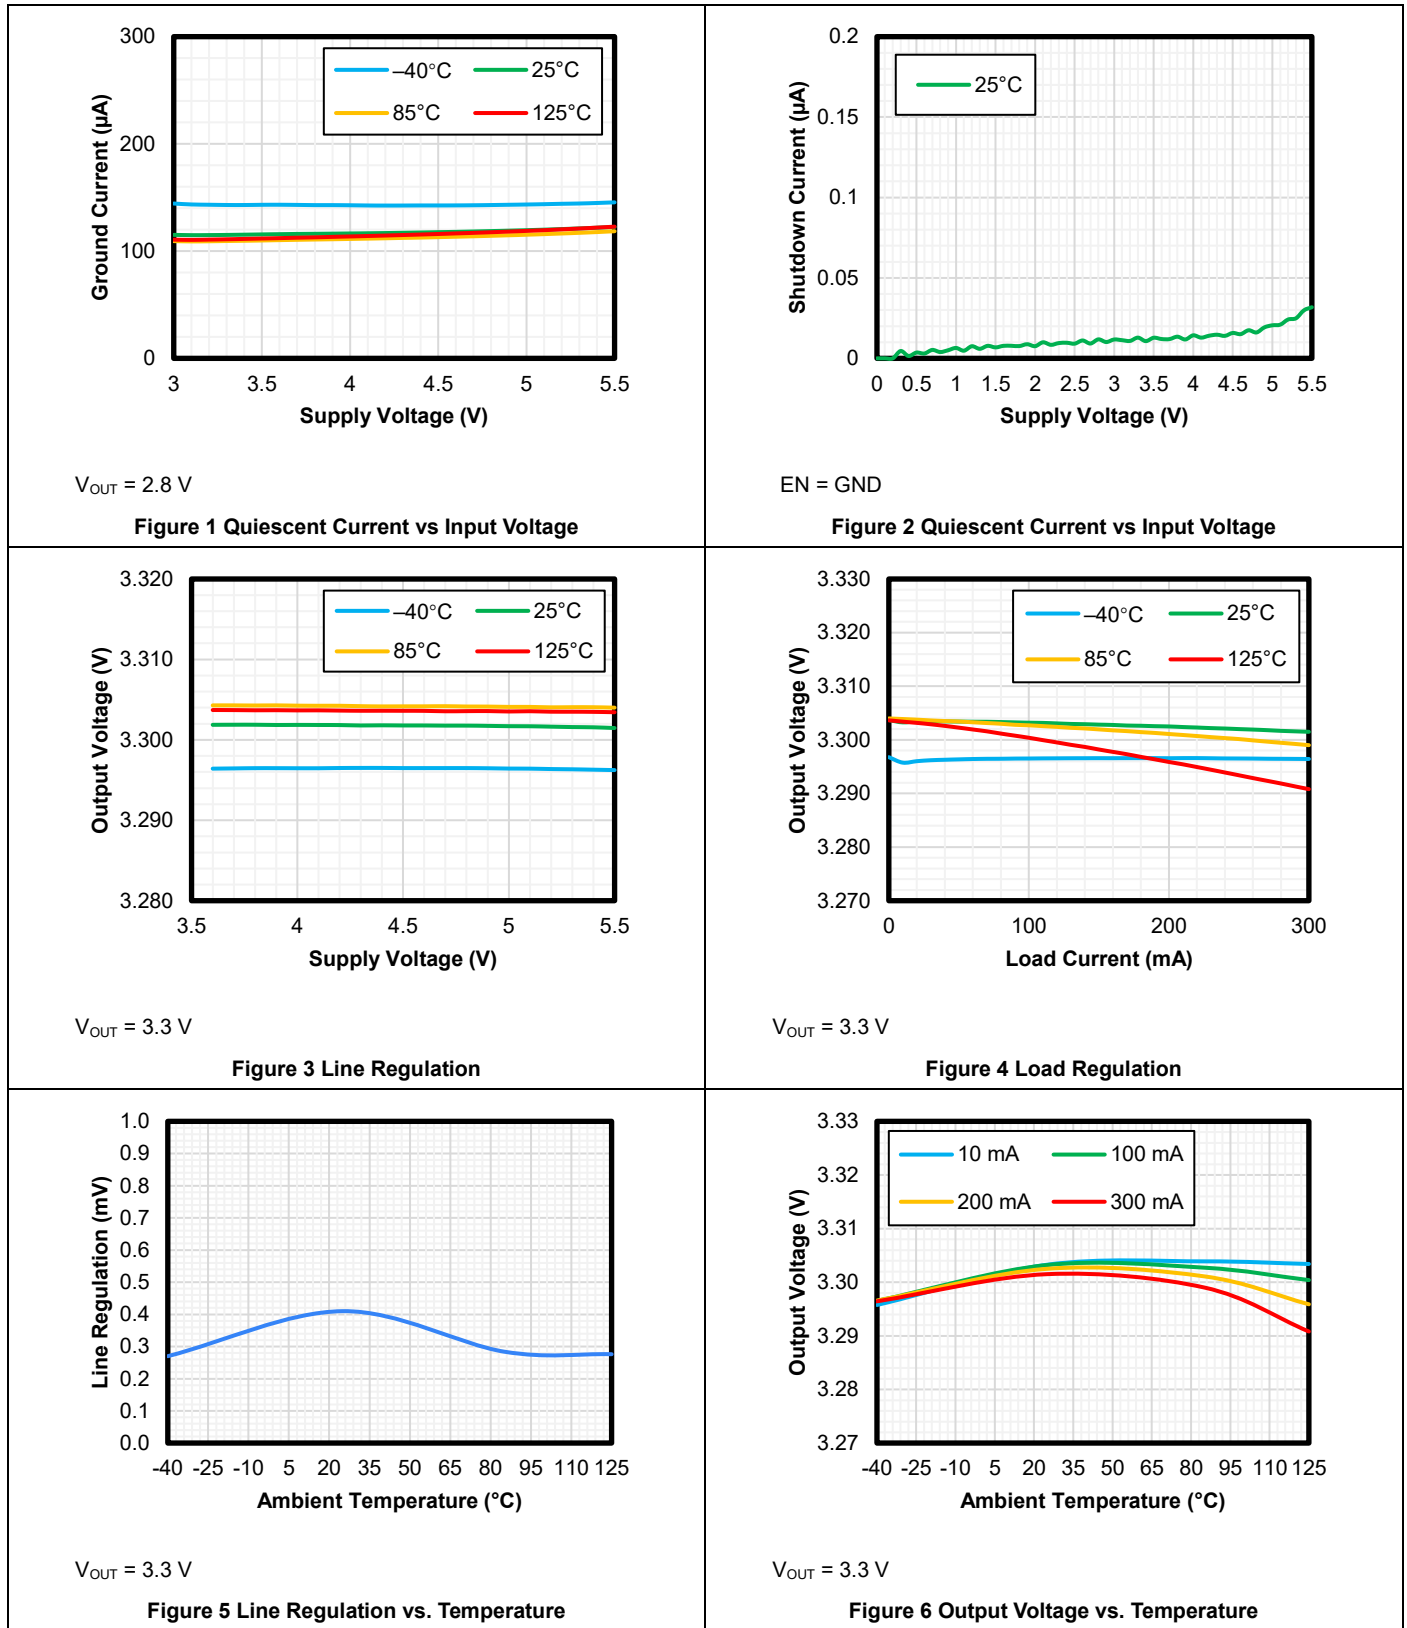 300
200
100
0
Ground Current (µA)
–40°C 25°C
85°C 125°C
3 3.5 4 4.5 5 5.5
Supply Voltage (V)
VOUT = 2.8 V
Figure 1 Quiescent Current vs Input Voltage
0.2
0.15
0.1
0.05
0
Shutdown Current (µA)
25°C
0 0.5 1 1.5 2 2.5 3 3.5 4 4.5 5 5.5
Supply Voltage (V)
EN = GND
Figure 2 Quiescent Current vs Input Voltage
3.320
3.310
3.300
3.290
3.280
Output Voltage (V)
–40°C 25°C
85°C 125°C
3.5 4 4.5 5 5.5
Supply Voltage (V)
VOUT = 3.3 V
Figure 3 Line Regulation
3.330
3.320
3.310
3.300
3.290
3.280
3.270
Output Voltage (V)
–40°C 25°C
85°C 125°C
0 100 200 300
Load Current (mA)
VOUT = 3.3 V
Figure 4 Load Regulation
1.0
0.9
0.8
0.7
0.6
0.5
0.4
0.3
0.2
0.1
0.0
Line Regulation (mV)
-40 -25 -10 5 20 35 50 65 80 95 110 125
Ambient Temperature (°C)
VOUT = 3.3 V
Figure 5 Line Regulation vs. Temperature
3.33
3.32
3.31
3.30
3.29
3.28
3.27
Output Voltage (V)
10 mA 100 mA
200 mA 300 mA
-40 -25 -10 5 20 35 50 65 80 95 110 125
Ambient Temperature (°C)
VOUT = 3.3 V
Figure 6 Output Voltage vs. Temperature